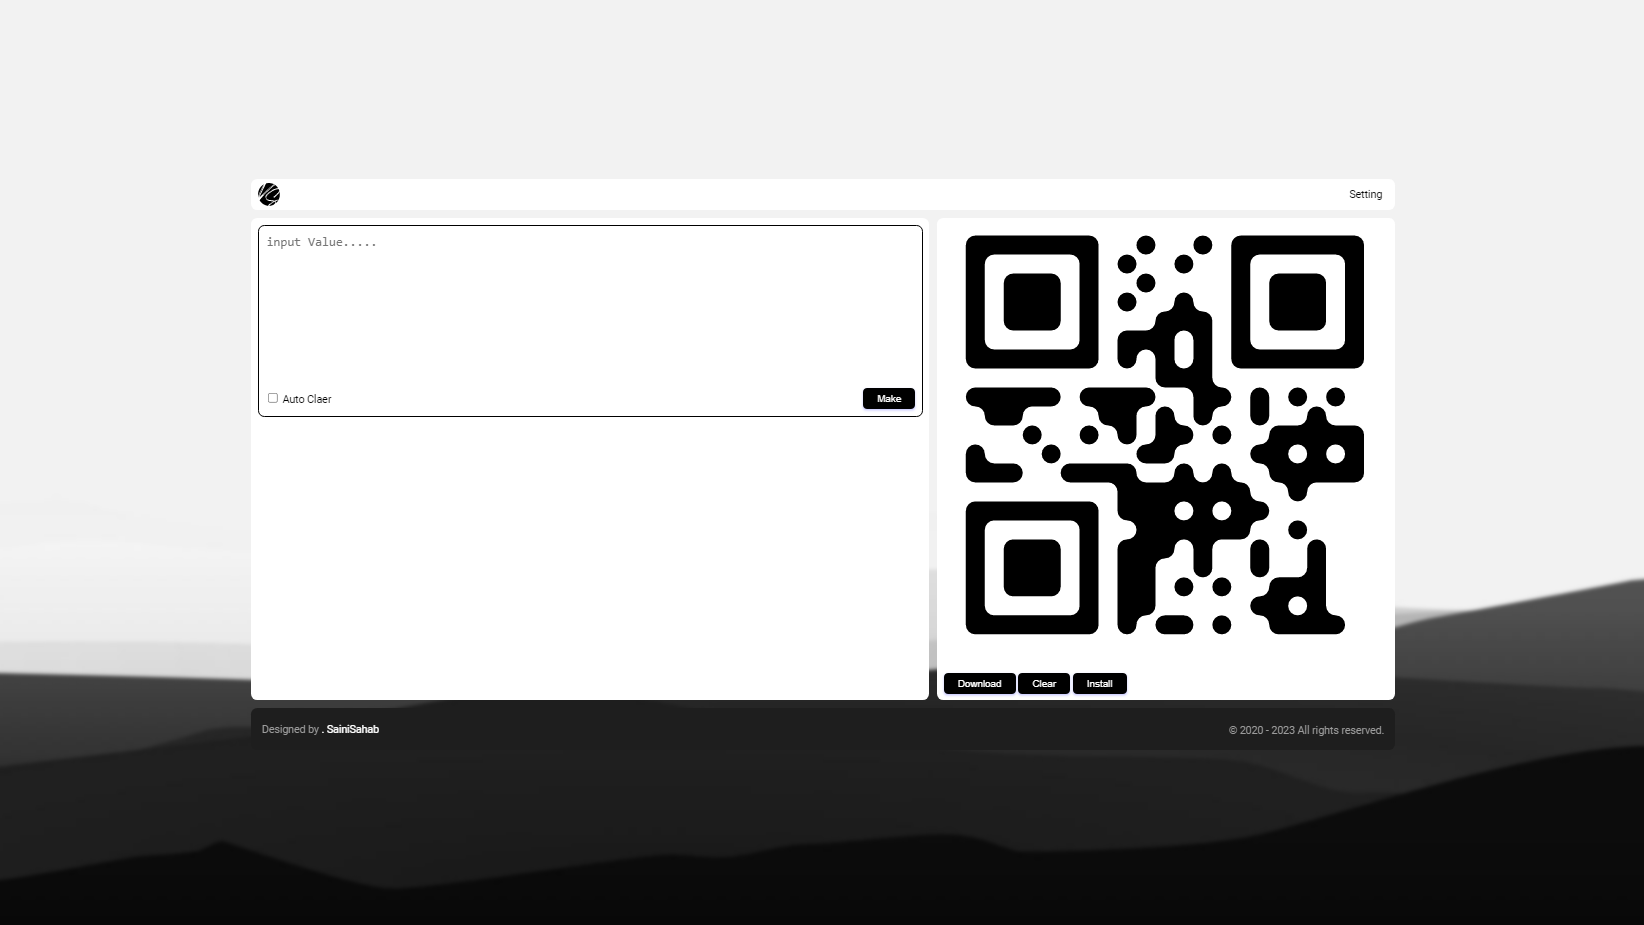 Setting
input Value.....
Auto Claer
Make
Download
Clear
Install
Designed by . SainiSahab
© 2020 - 2023 All rights reserved.